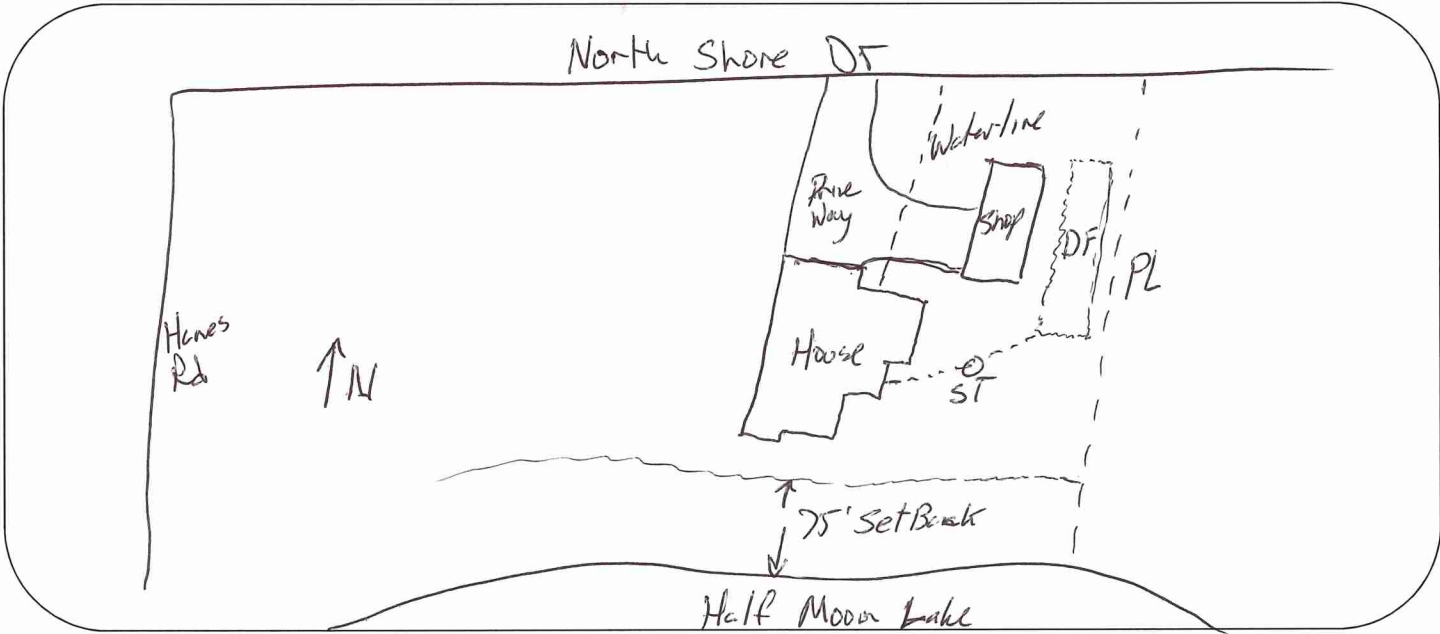 North Shore Dr
Waterline
Drive
Way
Shop
DF
PL
Hanes
Rd
N
House
ST
75' SetBack
Half Moon Lake